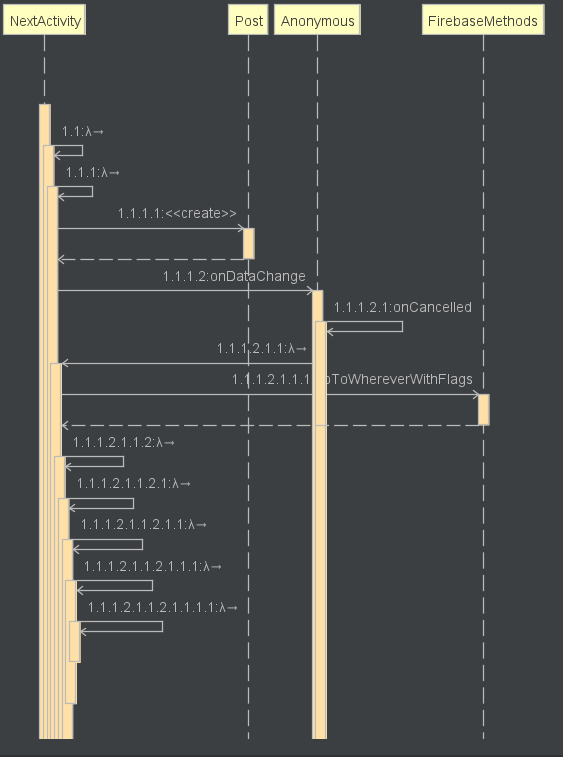 NextActivity
Post
Anonymous
FirebaseMethods
1.1:λ→
1.1.1:λ→
1.1.1.1:<<create>>
1.1.1.2:onDataChange
1.1.1.2.1:onCancelled
1.1.1.2.1.1:λ→
1.1.1.2.1.1.1 oToWhereverWithFlags
1.1.1.2.1.1.2:λ→
1.1.1.2.1.1.2.1:λ→
1.1.1.2.1.1.2.1.1:λ→
1.1.1.2.1.1.2.1.1.1:λ→
1.1.1.2.1.1.2.1.1.1.1:λ→